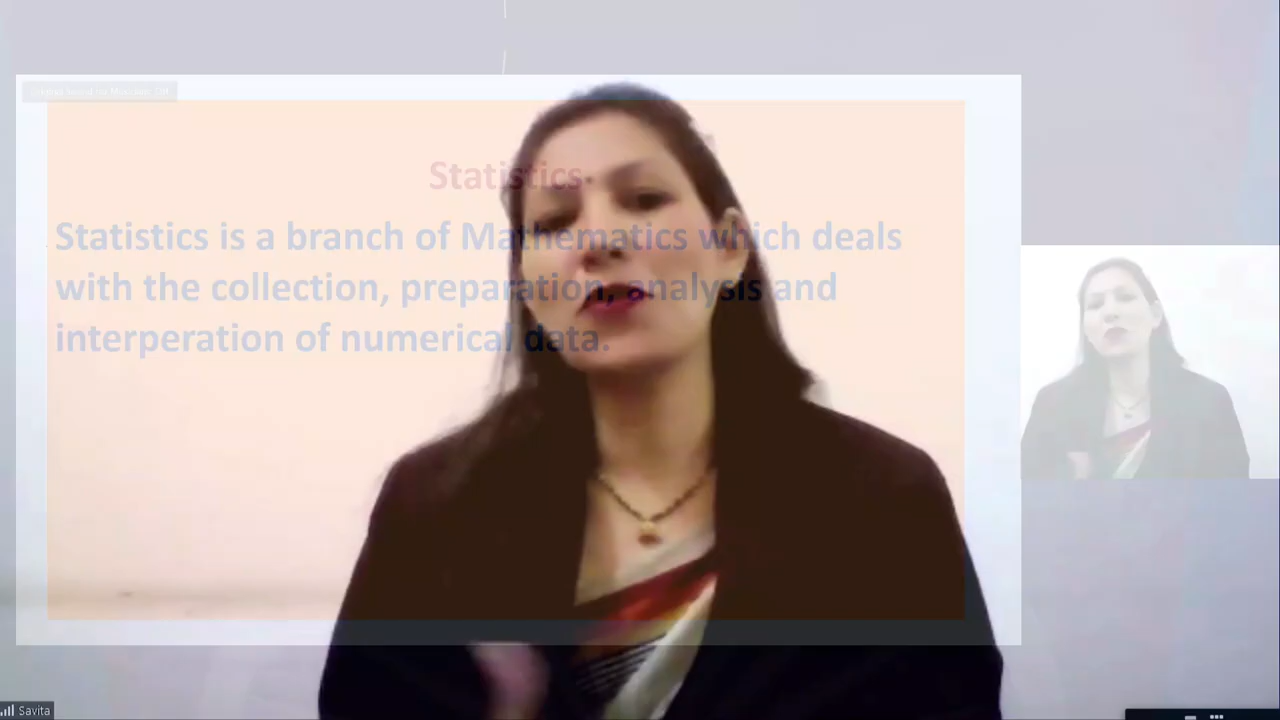 Statistics
Statistics is a branch of Mathematics which deals
with the collection, preparation, analysis and
interperation of numerical data.
Savita